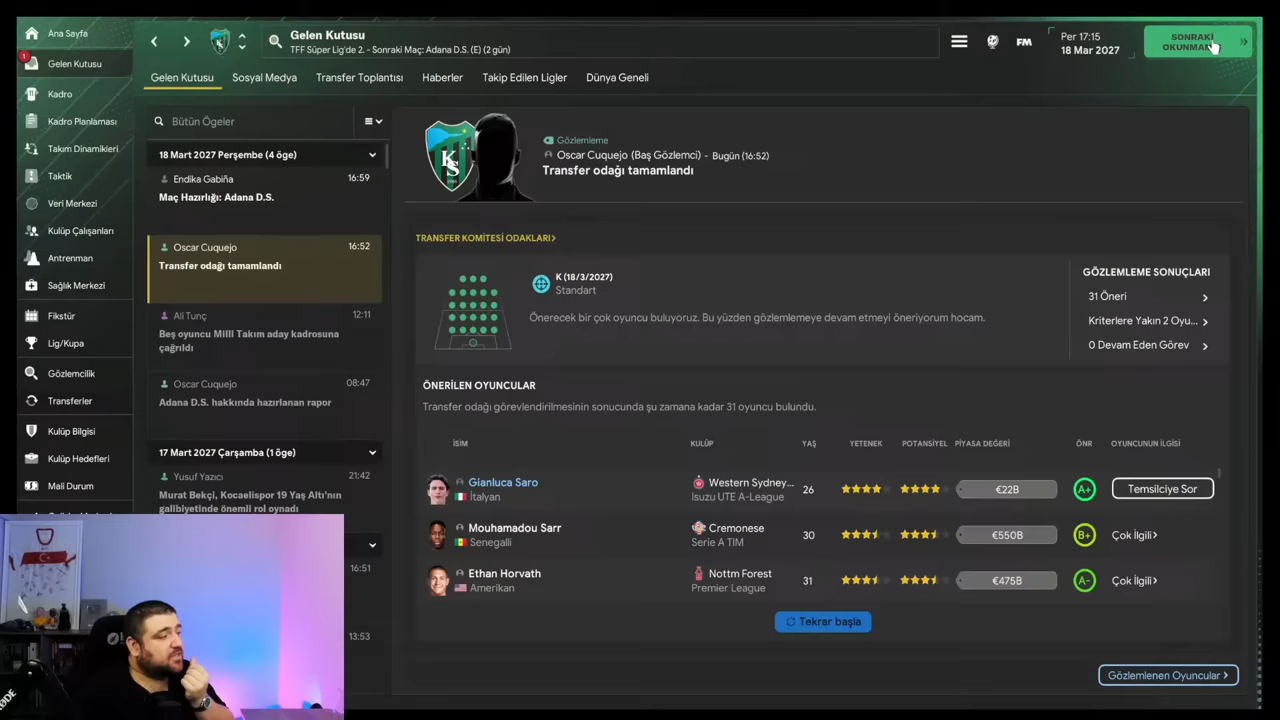 Ana Sayfa
1
Gelen Kutusu
Kadro
Kadro Planlaması
Takım Dinamikleri
Taktik
Veri Merkezi
Kulüp Çalışanları
Antrenman
Sağlık Merkezi
Fikstür
Lig/Kupa
Gözlemcilik
Transferler
Kulüp Bilgisi
Kulüp Hedefleri
Mali Durum
Gelen Kutusu
TFF Süper Lig'de 2. - Sonraki Maç: Adana D.S. (E) (2 gün)
FM
Per 17:15
18 Mar 2027
SONRAKİ
Gelen Kutusu
Sosyal Medya
Transfer Toplantısı
Haberler
Takip Edilen Ligler
Dünya Geneli
Bütün Ögeler
18 Mart 2027 Perşembe (4 öge)
Endika Gabiña 16:59
Maç Hazırlığı: Adana D.S.
Oscar Cuquejo 16:52
Transfer odağı tamamlandı
Ali Tunç 12:11
Beş oyuncu Milli Takım aday kadrosuna
çağrıldı
Oscar Cuquejo 08:47
Adana D.S. hakkında hazırlanan rapor
17 Mart 2027 Çarşamba (1 öge)
Yusuf Yazıcı 21:42
Murat Bekçi, Kocaelispor 19 Yaş Altı'nın
galibiyetinde önemli rol oynadı
16:51
13:53
KS
Gözlemleme
Oscar Cuquejo (Baş Gözlemci) - Bugün (16:52)
Transfer odağı tamamlandı
TRANSFER KOMİTESİ ODAKLARI>
K (18/3/2027)
Standart
Önerecek bir çok oyuncu buluyoruz. Bu yüzden gözlemlemeye devam etmeyi öneriyorum hocam.
GÖZLEMLEME SONUÇLARI
31 Öneri
Kriterlere Yakın 2 Oyu...
0 Devam Eden Görev
ÖNERİLEN OYUNCULAR
Transfer odağı görevlendirilmesinin sonucunda şu zamana kadar 31 oyuncu bulundu.
İSİM KULÜP YAŞ YETENEK POTANSİYEL PİYASA DEĞERİ ÖNR OYUNCUNUN İLGİSİ
Gianluca Saro Western Sydney... 26 €22B A+ Temsilciye Sor
İtalyan Isuzu UTE A-League
Mouhamadou Sarr Cremonese 30 €550B B+ Çok İlgili>
Senegalli Serie A TIM
Ethan Horvath Nottm Forest 31 €475B A- Çok İlgili>
Amerikan Premier League
Tekrar başla
Gözlemlenen Oyuncular >